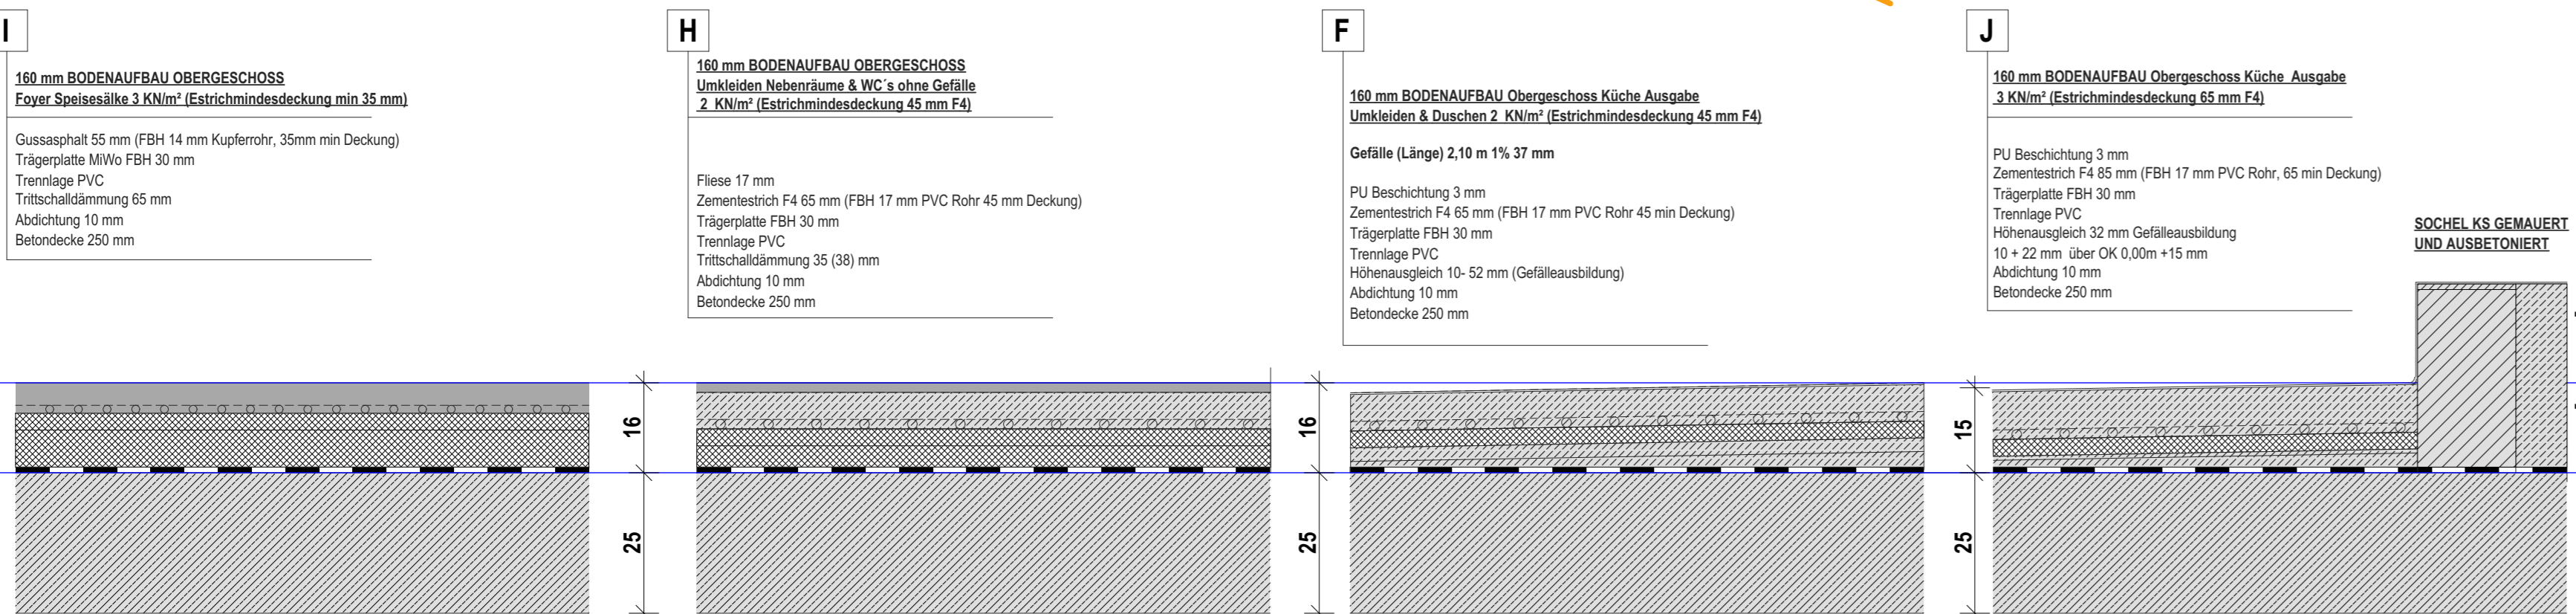 I
160 mm BODENAUFBAU OBERGESCHOSS
Foyer Speisesälke 3 KN/m² (Estrichmindesdeckung min 35 mm)
Gussasphalt 55 mm (FBH 14 mm Kupferrohr, 35mm min Deckung)
Trägerplatte MiWo FBH 30 mm
Trennlage PVC
Trittschalldämmung 65 mm
Abdichtung 10 mm
Betondecke 250 mm
H
160 mm BODENAUFBAU OBERGESCHOSS
Umkleiden Nebenräume & WC´s ohne Gefälle
2 KN/m² (Estrichmindesdeckung 45 mm F4)
Fliese 17 mm
Zementestrich F4 65 mm (FBH 17 mm PVC Rohr 45 mm Deckung)
Trägerplatte FBH 30 mm
Trennlage PVC
Trittschalldämmung 35 (38) mm
Abdichtung 10 mm
Betondecke 250 mm
F
160 mm BODENAUFBAU Obergeschoss Küche Ausgabe
Umkleiden & Duschen 2 KN/m² (Estrichmindesdeckung 45 mm F4)
Gefälle (Länge) 2,10 m 1% 37 mm
PU Beschichtung 3 mm
Zementestrich F4 65 mm (FBH 17 mm PVC Rohr 45 min Deckung)
Trägerplatte FBH 30 mm
Trennlage PVC
Höhenausgleich 10- 52 mm (Gefälleausbildung)
Abdichtung 10 mm
Betondecke 250 mm
J
160 mm BODENAUFBAU Obergeschoss Küche Ausgabe
3 KN/m² (Estrichmindesdeckung 65 mm F4)
PU Beschichtung 3 mm
Zementestrich F4 85 mm (FBH 17 mm PVC Rohr, 65 min Deckung)
Trägerplatte FBH 30 mm
Trennlage PVC
Höhenausgleich 32 mm Gefälleausbildung
10 + 22 mm über OK 0,00m +15 mm
Abdichtung 10 mm
Betondecke 250 mm
SOCHEL KS GEMAUERT
UND AUSBETONIERT
16
25
16
25
15
25